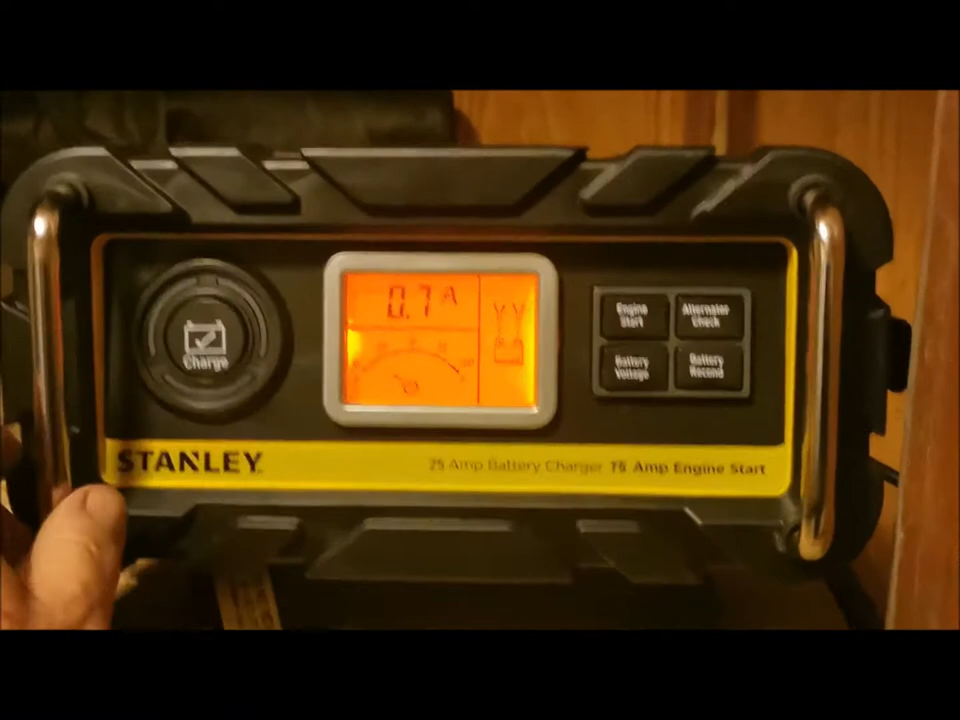 0.7 A
Charge
Engine
Start
Alternator
Check
Battery
Voltage
Battery
Recond
STANLEY
25 Amp Battery Charger 75 Amp Engine Start